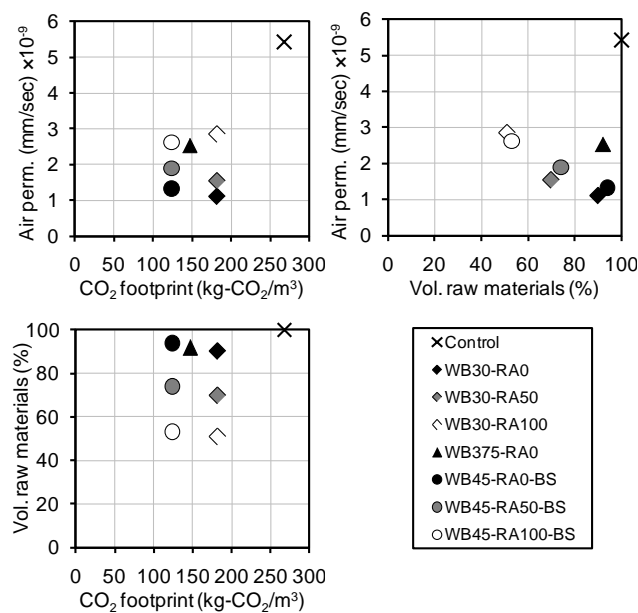 Air perm. (mm/sec) ×10⁻⁹
6
5
4
3
2
1
0
0 50 100 150 200 250 300
CO₂ footprint (kg-CO₂/m³)
Air perm. (mm/sec) ×10⁻⁹
6
5
4
3
2
1
0
0 20 40 60 80 100
Vol. raw materials (%)
Vol. raw materials (%)
100
80
60
40
20
0
0 50 100 150 200 250 300
CO₂ footprint (kg-CO₂/m³)
Control
WB30-RA0
WB30-RA50
WB30-RA100
WB375-RA0
WB45-RA0-BS
WB45-RA50-BS
WB45-RA100-BS